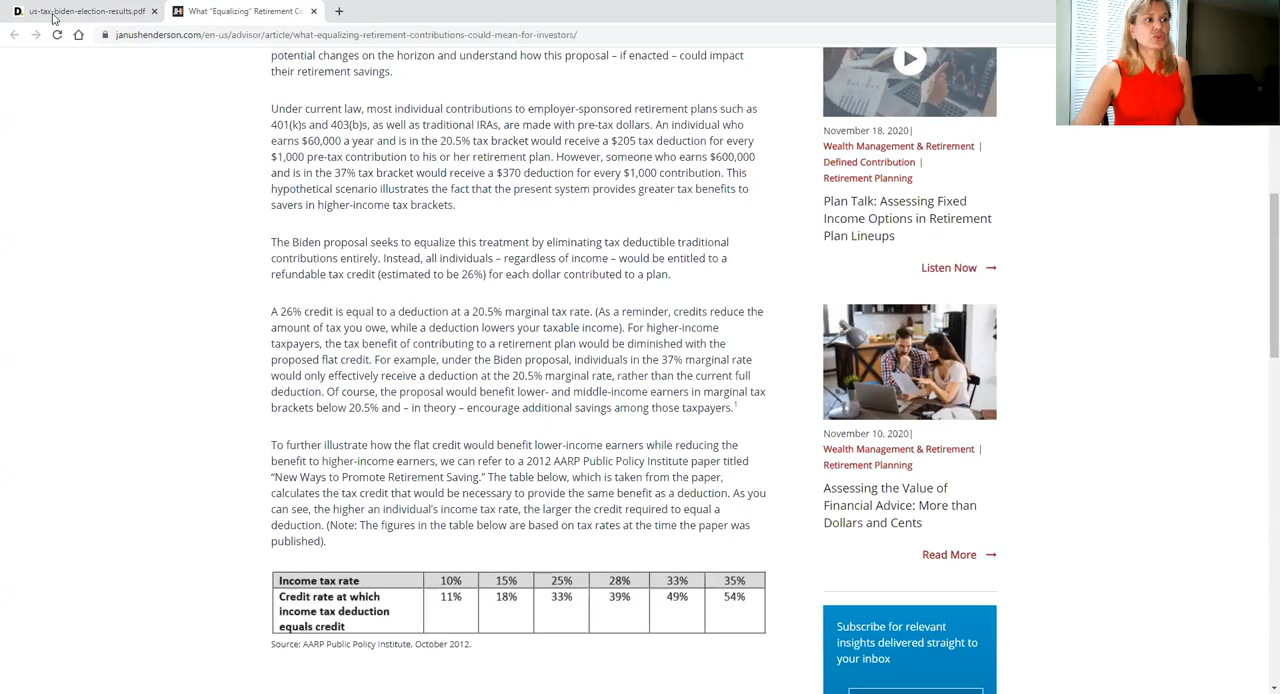 us-tax-biden-election-results.pdf
What "Equalizing" Retirement Co
janushenderson.com/en-us/advisor/article/
their retirement savings.
Under current law, most individual contributions to employer-sponsored retirement plans such as
401(k)s and 403(b)s, as well as traditional IRAs, are made with pre-tax dollars. An individual who
earns $60,000 a year and is in the 20.5% tax bracket would receive a $205 tax deduction for every
$1,000 pre-tax contribution to his or her retirement plan. However, someone who earns $600,000
and is in the 37% tax bracket would receive a $370 deduction for every $1,000 contribution. This
hypothetical scenario illustrates the fact that the present system provides greater tax benefits to
savers in higher-income tax brackets.
The Biden proposal seeks to equalize this treatment by eliminating tax deductible traditional
contributions entirely. Instead, all individuals – regardless of income – would be entitled to a
refundable tax credit (estimated to be 26%) for each dollar contributed to a plan.
A 26% credit is equal to a deduction at a 20.5% marginal tax rate. (As a reminder, credits reduce the
amount of tax you owe, while a deduction lowers your taxable income). For higher-income
taxpayers, the tax benefit of contributing to a retirement plan would be diminished with the
proposed flat credit. For example, under the Biden proposal, individuals in the 37% marginal rate
would only effectively receive a deduction at the 20.5% marginal rate, rather than the current full
deduction. Of course, the proposal would benefit lower- and middle-income earners in marginal tax
brackets below 20.5% and – in theory – encourage additional savings among those taxpayers.1
To further illustrate how the flat credit would benefit lower-income earners while reducing the
benefit to higher-income earners, we can refer to a 2012 AARP Public Policy Institute paper titled
“New Ways to Promote Retirement Saving.” The table below, which is taken from the paper,
calculates the tax credit that would be necessary to provide the same benefit as a deduction. As you
can see, the higher an individual’s income tax rate, the larger the credit required to equal a
deduction. (Note: The figures in the table below are based on tax rates at the time the paper was
published).
Income tax rate 10% 15% 25% 28% 33% 35%
Credit rate at which 11% 18% 33% 39% 49% 54%
income tax deduction
equals credit
Source: AARP Public Policy Institute, October 2012.
November 18, 2020|
Wealth Management & Retirement |
Defined Contribution |
Retirement Planning
Plan Talk: Assessing Fixed
Income Options in Retirement
Plan Lineups
Listen Now
November 10, 2020|
Wealth Management & Retirement |
Retirement Planning
Assessing the Value of
Financial Advice: More than
Dollars and Cents
Read More
Subscribe for relevant
insights delivered straight to
your inbox